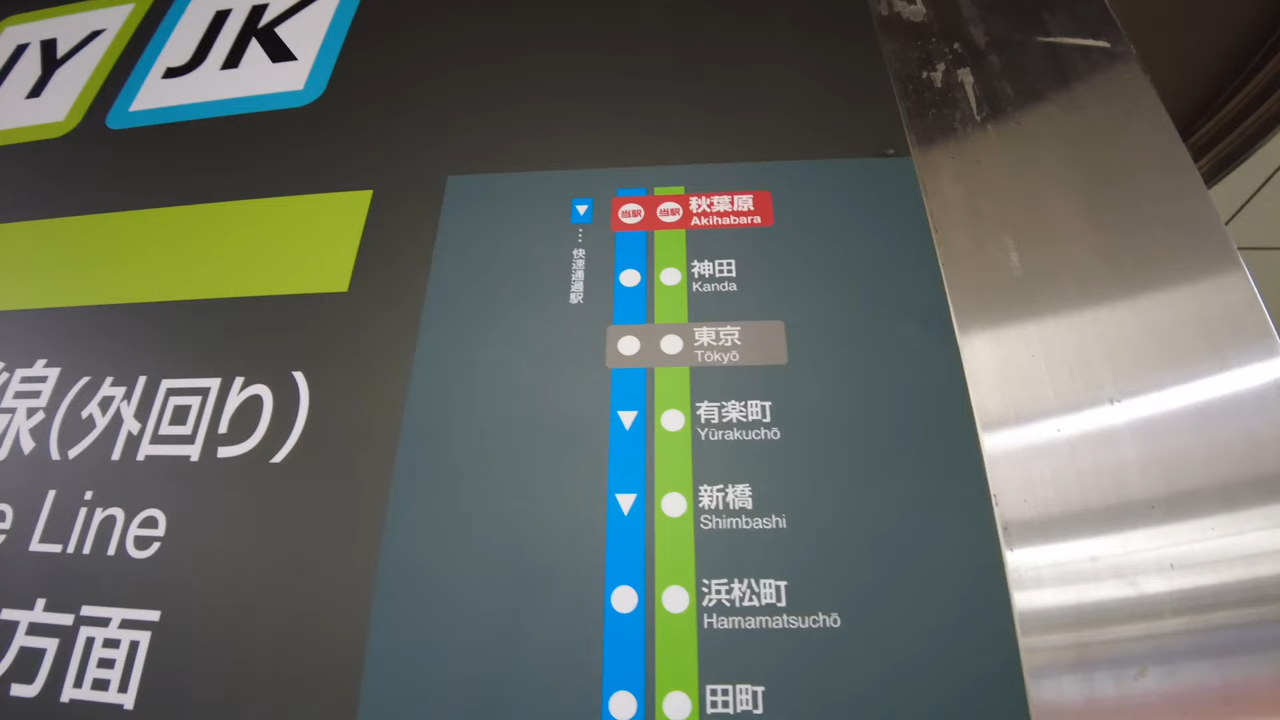 JY
JK
線(外回り)
Line
方面
快速通過駅
当駅 当駅 秋葉原
Akihabara
神田
Kanda
東京
Tōkyō
有楽町
Yūrakuchō
新橋
Shimbashi
浜松町
Hamamatsuchō
田町